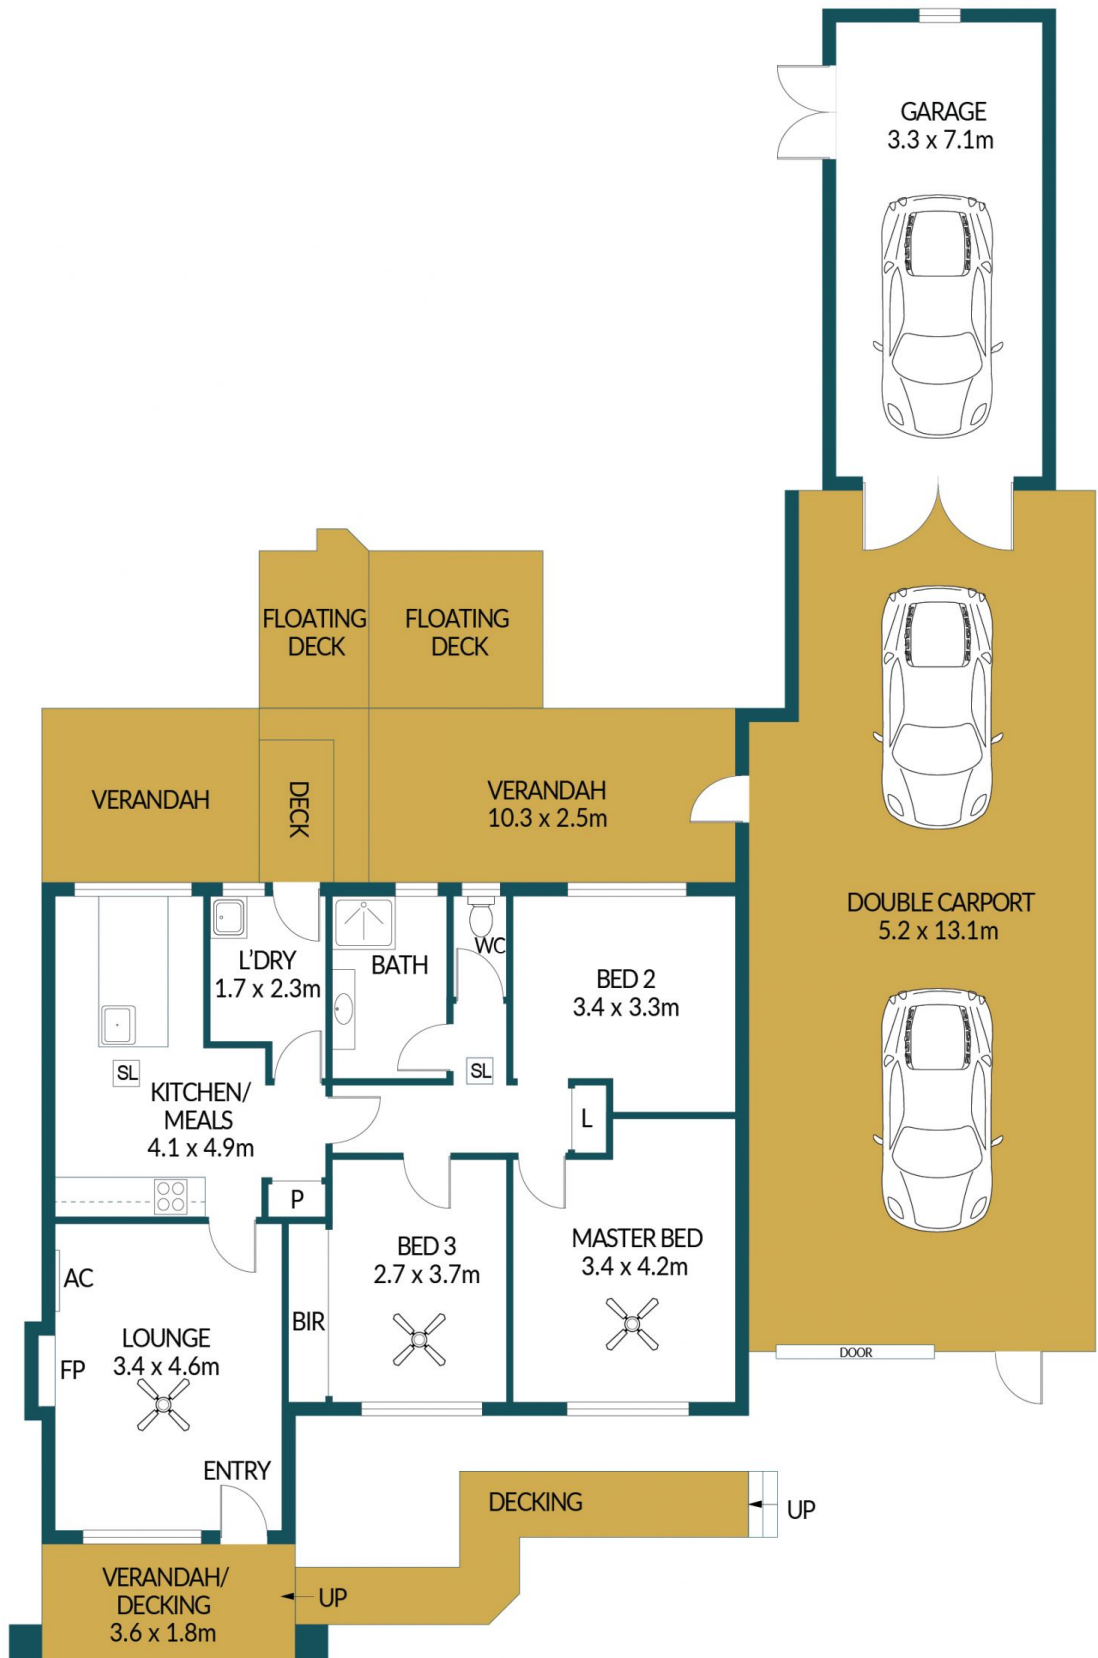 GARAGE
3.3 x 7.1m
FLOATING
DECK
FLOATING
DECK
VERANDAH
DECK
VERANDAH
10.3 x 2.5m
DOUBLE CARPORT
5.2 x 13.1m
L'DRY
1.7 x 2.3m
BATH
WC
BED 2
3.4 x 3.3m
SL
SL
KITCHEN/
MEALS
4.1 x 4.9m
L
P
BED 3
2.7 x 3.7m
MASTER BED
3.4 x 4.2m
AC
BIR
LOUNGE
3.4 x 4.6m
FP
DOOR
ENTRY
DECKING
UP
VERANDAH/
DECKING
3.6 x 1.8m
UP